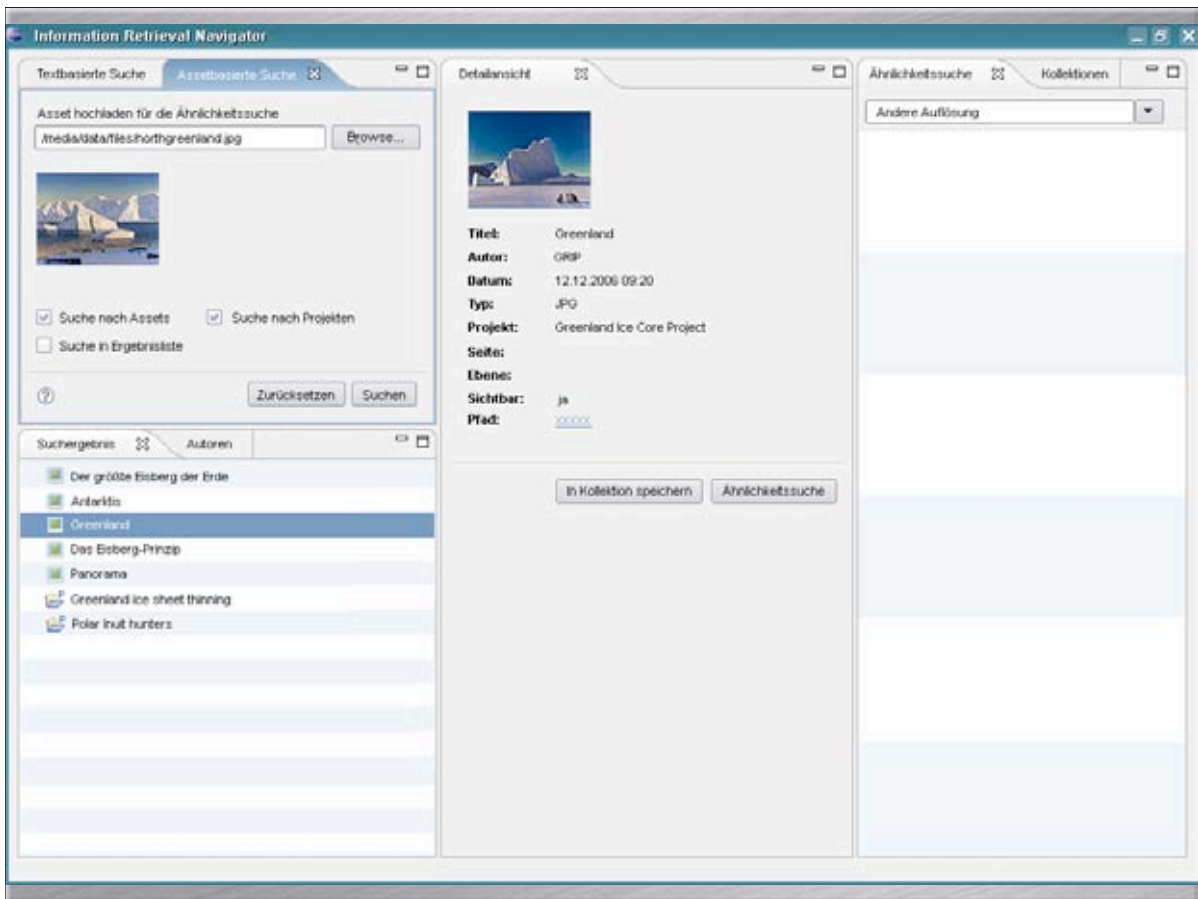 Information Retrieval Navigator
Textbasierte Suche
Assetbasierte Suche
Asset hochladen für die Ähnlichkeitssuche
/media/data/files/northgreenland.jpg
Browse...
Suche nach Assets
Suche nach Projekten
Suche in Ergebnisliste
Zurücksetzen
Suchen
Suchergebnis
Autoren
Der größte Eisberg der Erde
Antarktis
Greenland
Das Eisberg-Prinzip
Panorama
Greenland ice sheet thinning
Polar Inuit hunters
Detailansicht
Titel: Greenland
Autor: GRIP
Datum: 12.12.2006 09:20
Typ: JPG
Projekt: Greenland Ice Core Project
Seite:
Ebene:
Sichtbar: ja
Pfad: xxxxx
In Kollektion speichern
Ähnlichkeitssuche
Ähnlichkeitssuche
Kollektionen
Andere Auflösung